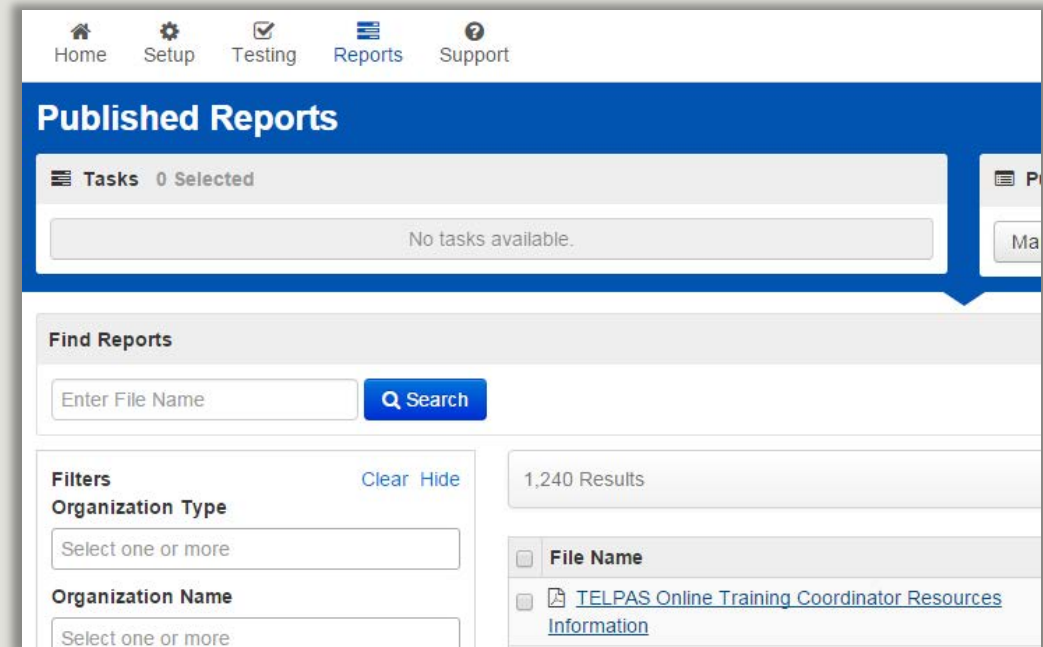 Home Setup Testing Reports Support
Published Reports
Tasks 0 Selected
No tasks available.
Find Reports
Enter File Name
Search
Filters Clear Hide
Organization Type
Select one or more
Organization Name
Select one or more
1,240 Results
File Name
TELPAS Online Training Coordinator Resources
Information